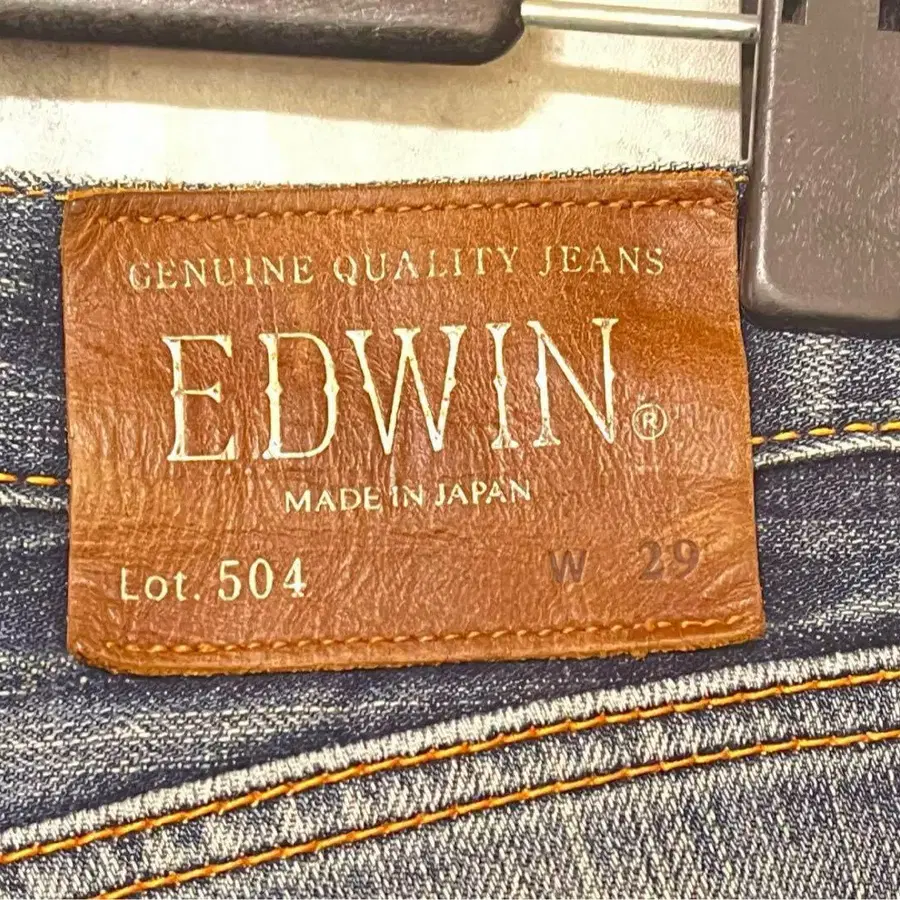 GENUINE QUALITY JEANS
EDWIN®
MADE IN JAPAN
Lot. 504 W 29